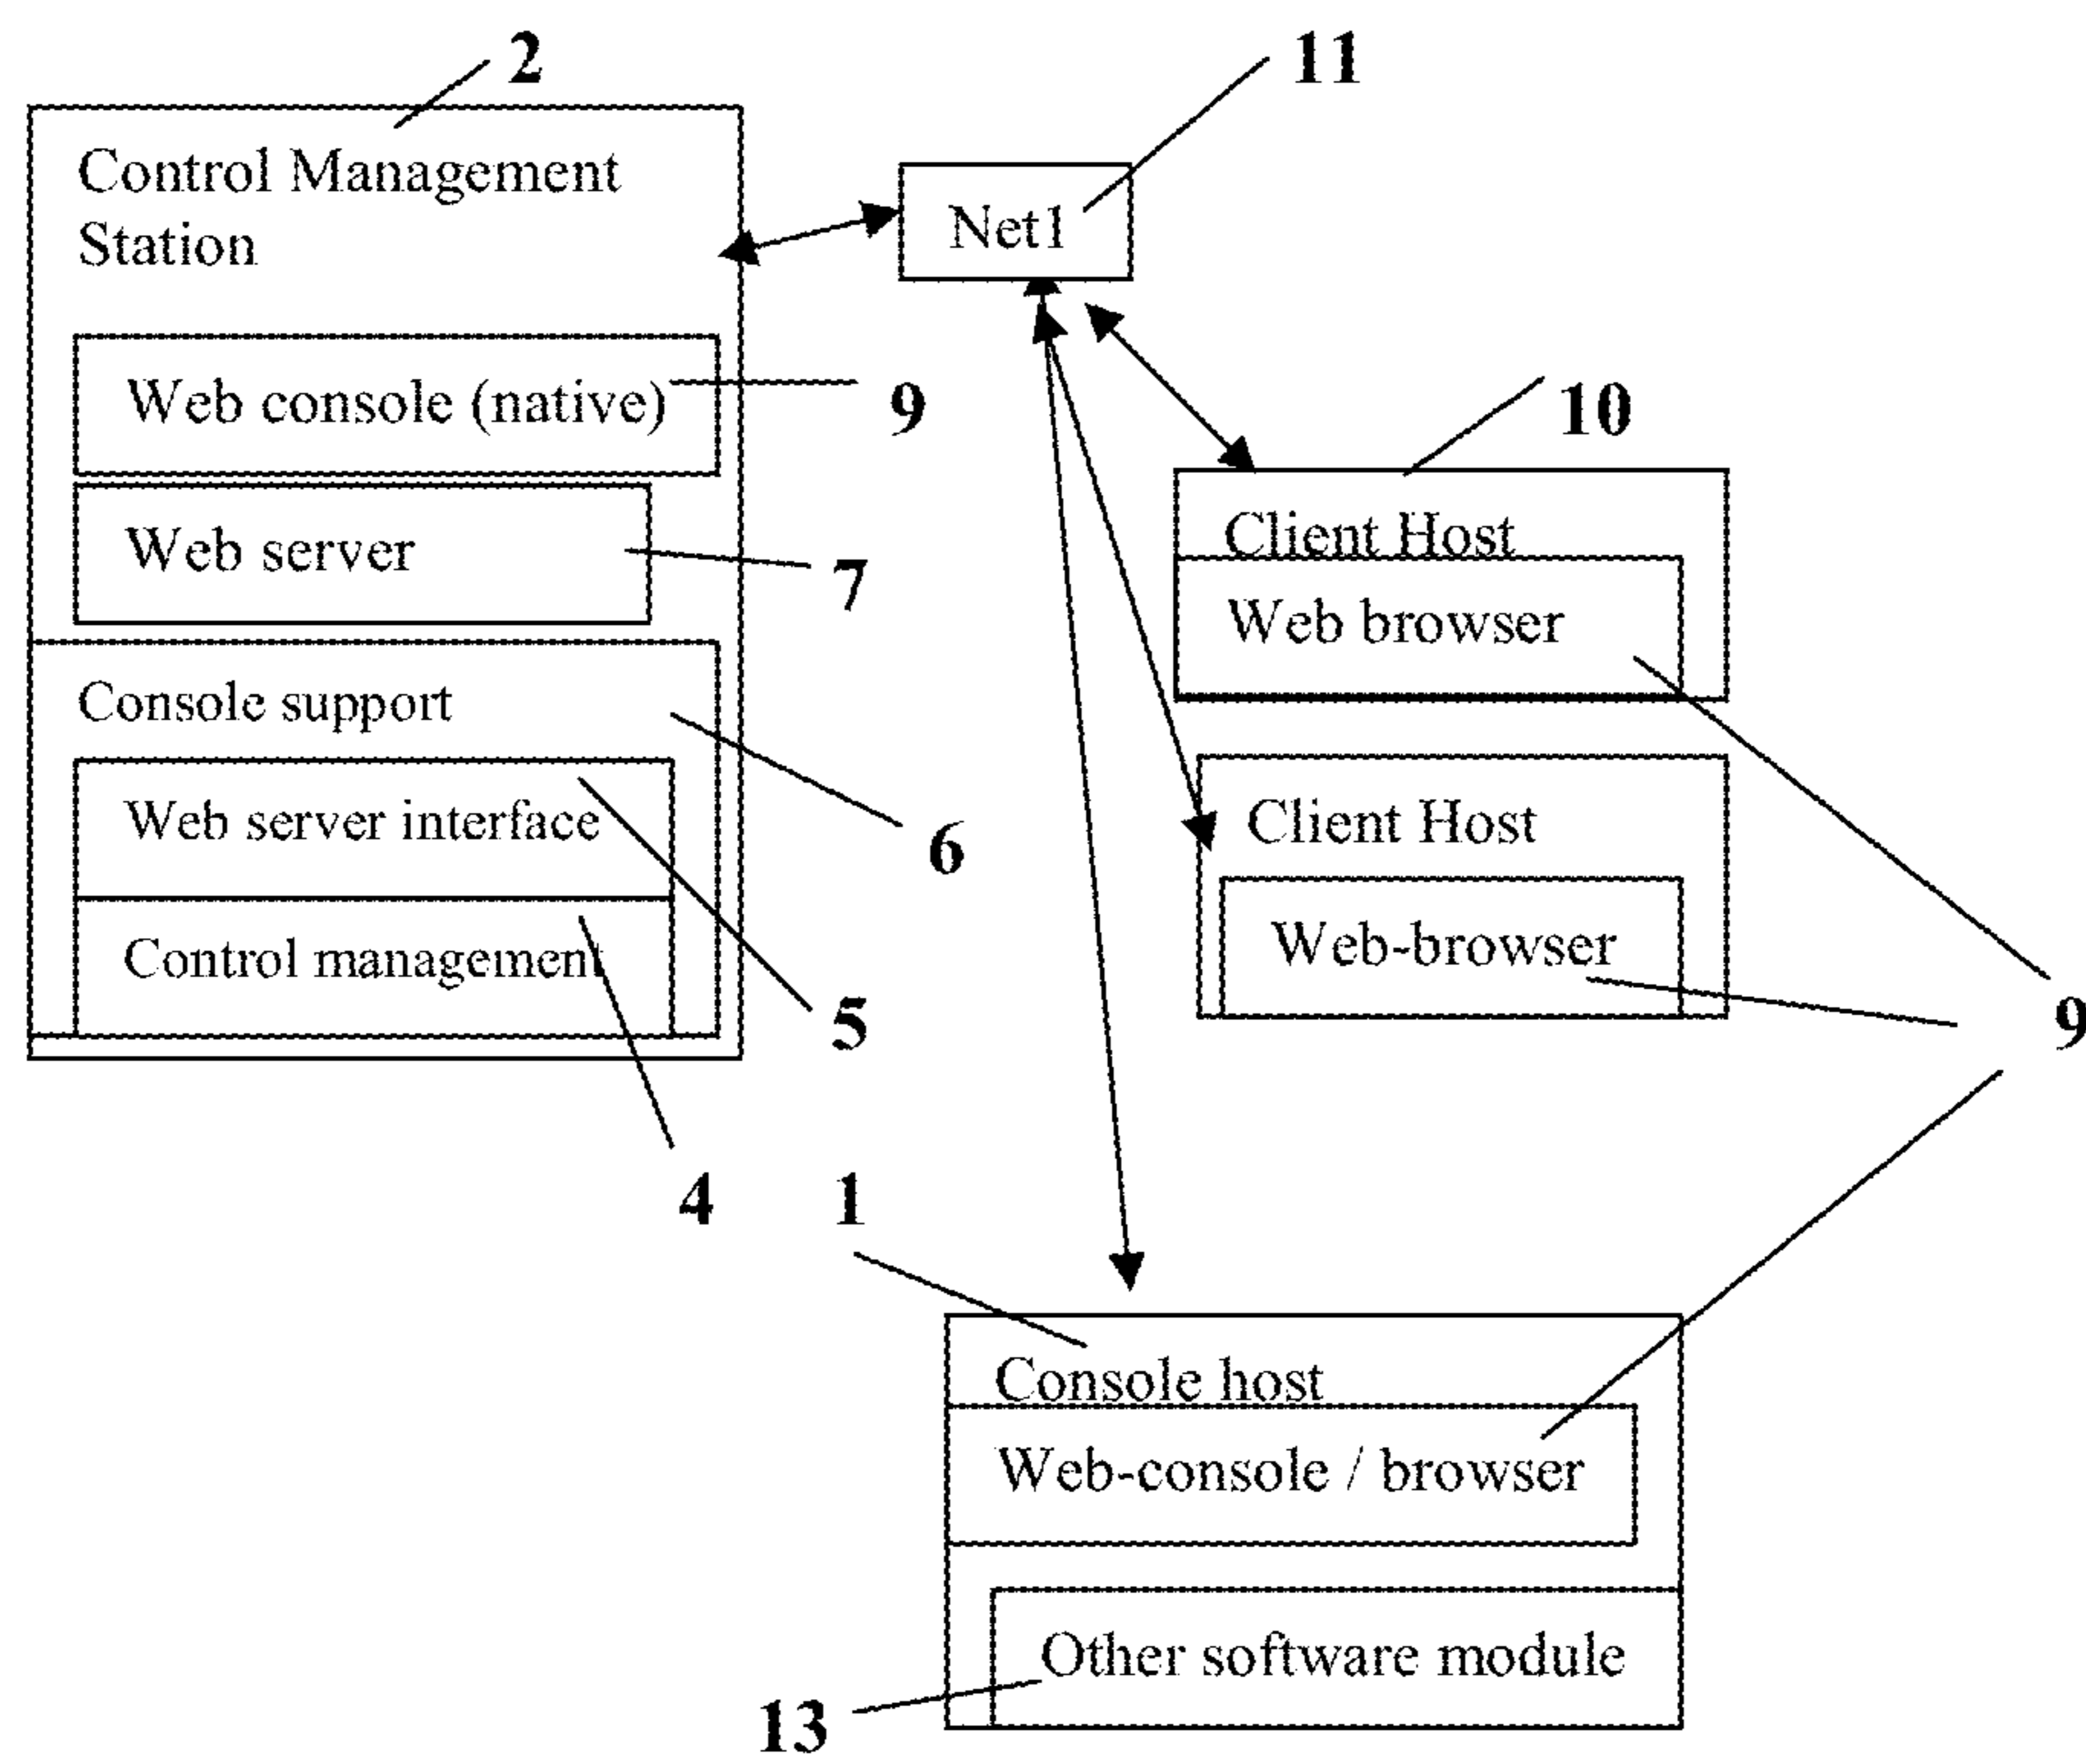 2
11
Control Management
Station
Net1
Web console (native)
9
10
Web server
7
Client Host
Web browser
Console support
6
Web server interface
Client Host
Control management
5
Web-browser
9
4
1
Console host
Web-console / browser
Other software module
13